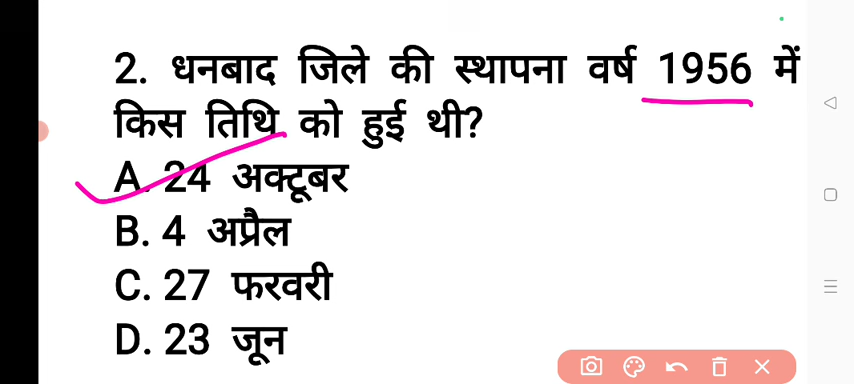 2. धनबाद जिले की स्थापना वर्ष 1956 में
किस तिथि को हुई थी?
A. 24 अक्टूबर
B. 4 अप्रैल
C. 27 फरवरी
D. 23 जून